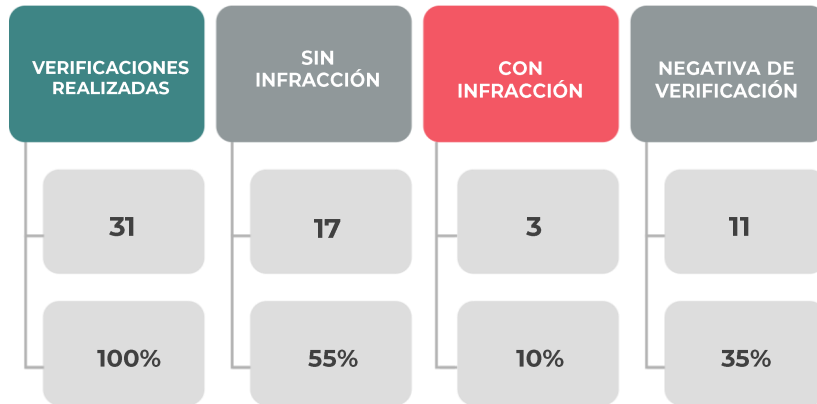 VERIFICACIONES
REALIZADAS
SIN
INFRACCIÓN
CON
INFRACCIÓN
NEGATIVA DE
VERIFICACIÓN
31
17
3
11
100%
55%
10%
35%